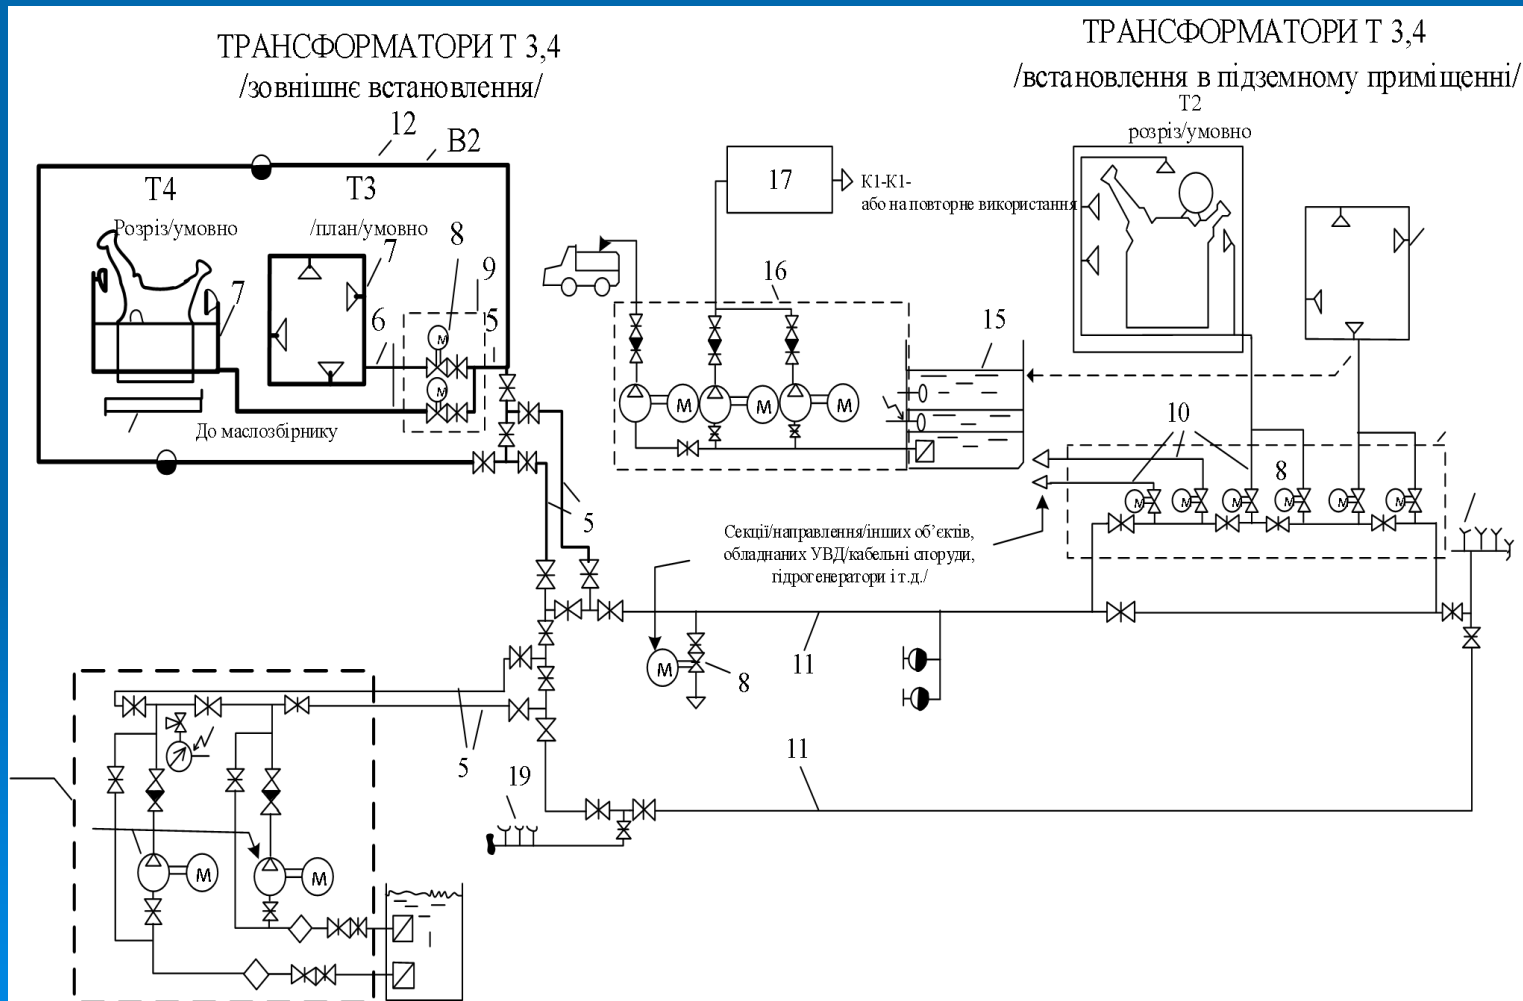 ТРАНСФОРМАТОРИ Т 3,4
/зовнішнє встановлення/
ТРАНСФОРМАТОРИ Т 3,4
/встановлення в підземному приміщенні/
Т2
розріз/умовно
12
В2
Т4
Т3
Розріз/умовно
/план/умовно
7
8
9
7
6
5
М
М
До маслозбірнику
17
К1-К1-
або на повторне використання
16
15
М
М
М
10
8
М
М
М
М
М
М
5
Секції/направлення/інших об’єктів,
обладнаних УВД/кабельні споруди,
гідрогенератори і т.д./
М
8
11
5
11
19
М
М